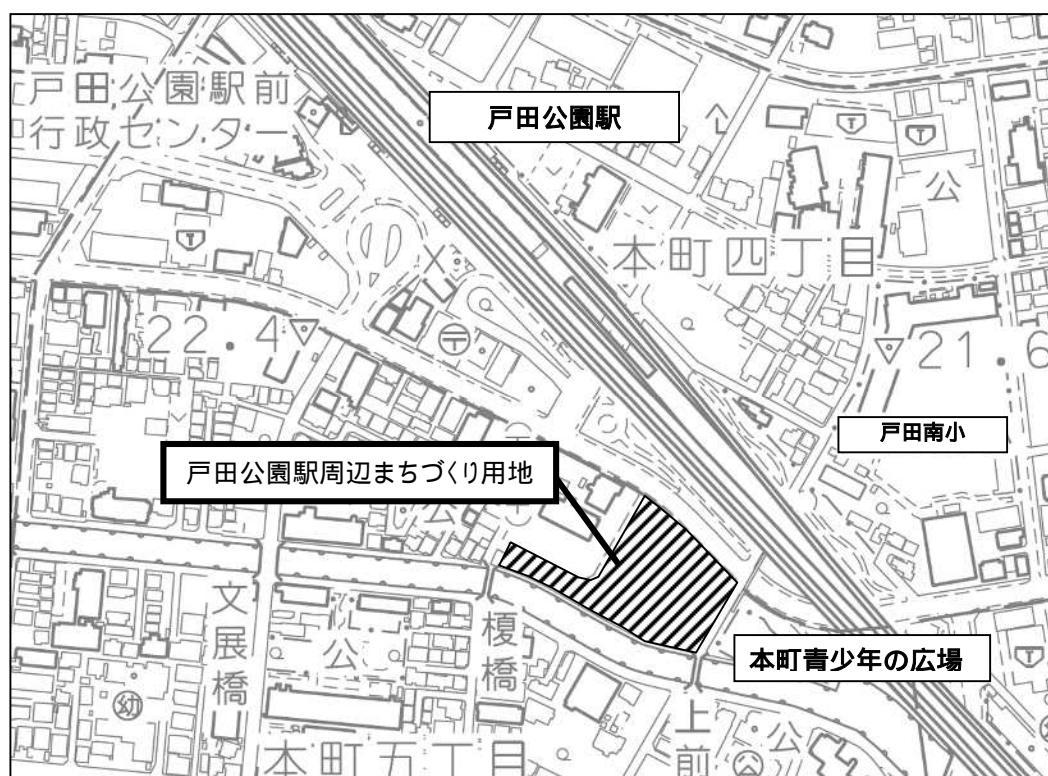 戸田公園駅前
行政センター
戸田公園駅
公
本町四丁目
22.4
〒
21.6
戸田南小
戸田公園駅周辺まちづくり用地
公
文展橋
榎橋
公
本町青少年の広場
幼
本町五丁目
上前
公